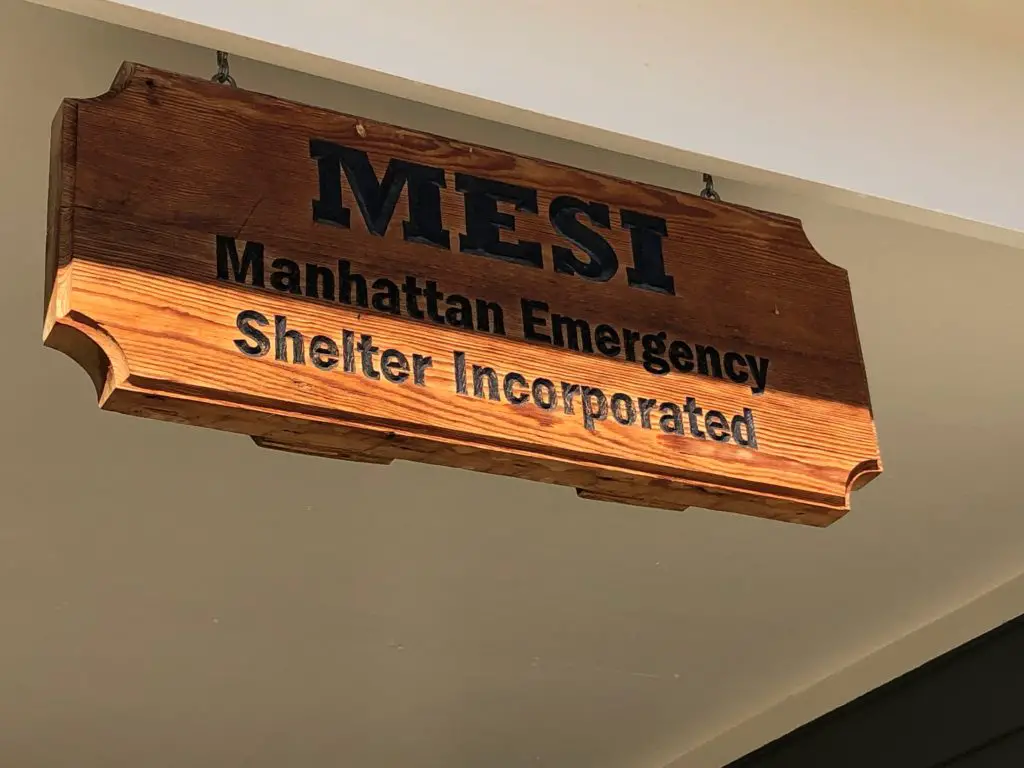 MESI
Manhattan Emergency
Shelter Incorporated